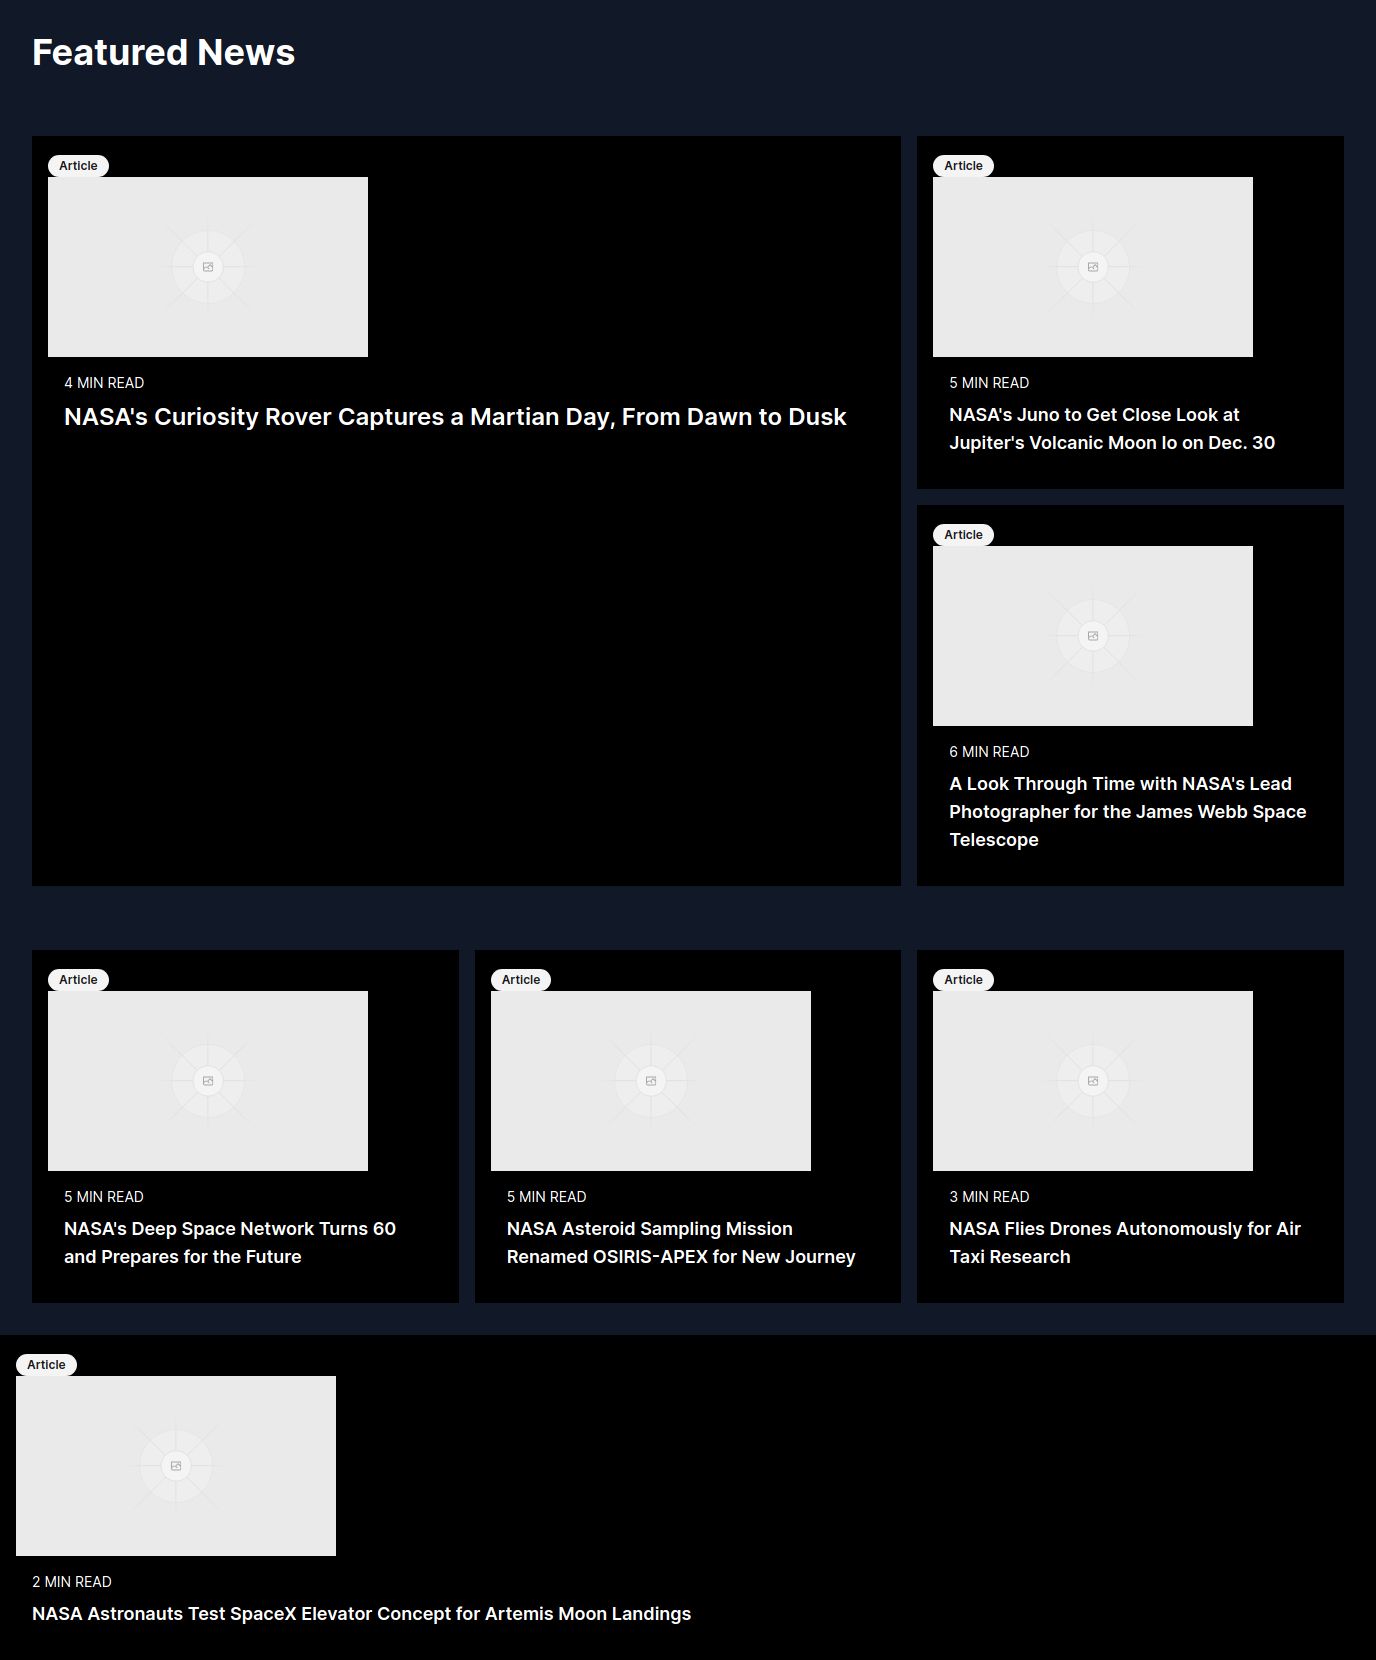 Featured News
Article
4 MIN READ
NASA's Curiosity Rover Captures a Martian Day, From Dawn to Dusk
Article
5 MIN READ
NASA's Juno to Get Close Look at
Jupiter's Volcanic Moon Io on Dec. 30
Article
6 MIN READ
A Look Through Time with NASA's Lead
Photographer for the James Webb Space
Telescope
Article
5 MIN READ
NASA's Deep Space Network Turns 60
and Prepares for the Future
Article
5 MIN READ
NASA Asteroid Sampling Mission
Renamed OSIRIS-APEX for New Journey
Article
3 MIN READ
NASA Flies Drones Autonomously for Air
Taxi Research
Article
2 MIN READ
NASA Astronauts Test SpaceX Elevator Concept for Artemis Moon Landings